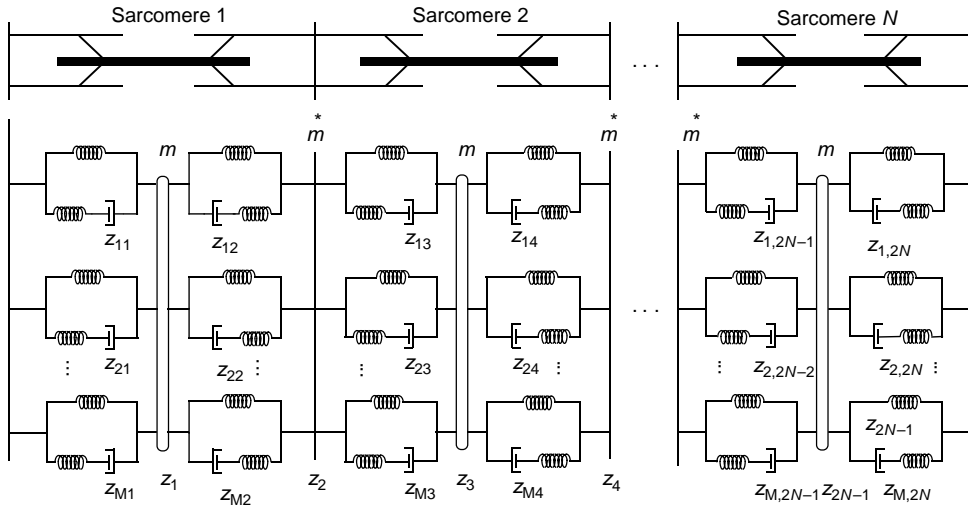 Sarcomere 1 Sarcomere 2 Sarcomere N
. . .
* * *
m m* m m* m* m
z11 z12 z13 z14 z1,2N–1 z1,2N
. . .
z21 z22 z23 z24 z2,2N–2 z2,2N
⋮ ⋮ ⋮ ⋮ ⋮ ⋮
z2N–1
zM1 z1 zM2 z2 zM3 z3 zM4 z4 zM,2N–1 z2N–1 zM,2N